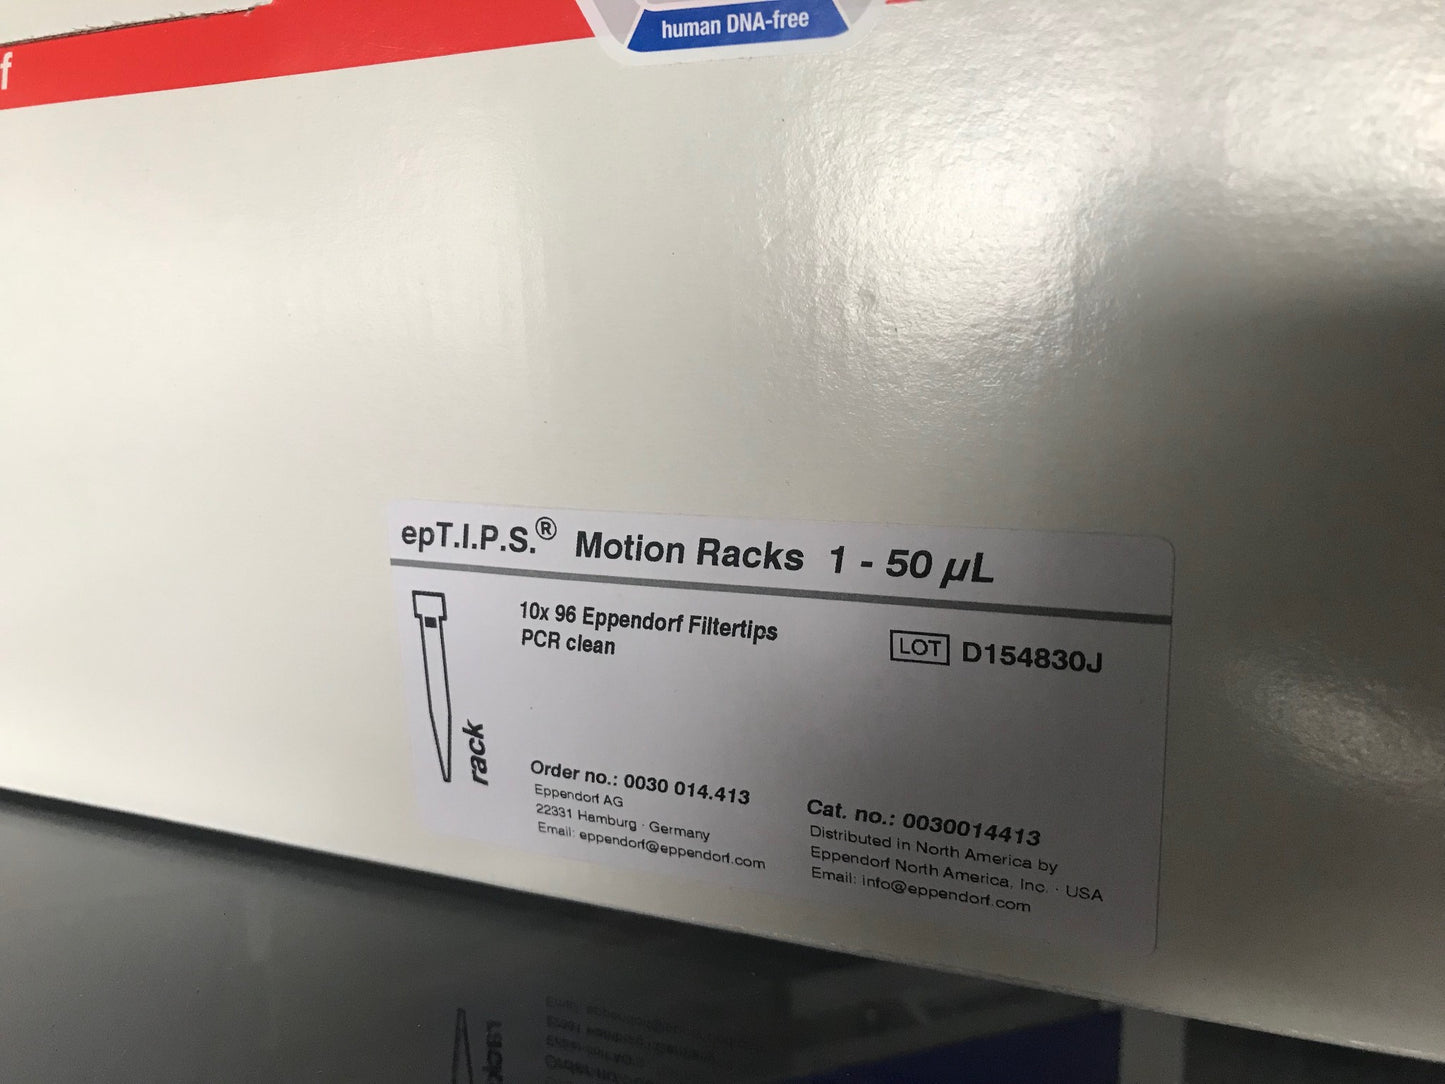 f
human DNA-free
epT.I.P.S.® Motion Racks 1 - 50 µL
10x 96 Eppendorf Filtertips
PCR clean
LOT D154830J
rack
Order no.: 0030 014.413
Eppendorf AG
22331 Hamburg · Germany
Email: eppendorf@eppendorf.com
Cat. no.: 0030014413
Distributed in North America by
Eppendorf North America, Inc. · USA
Email: info@eppendorf.com